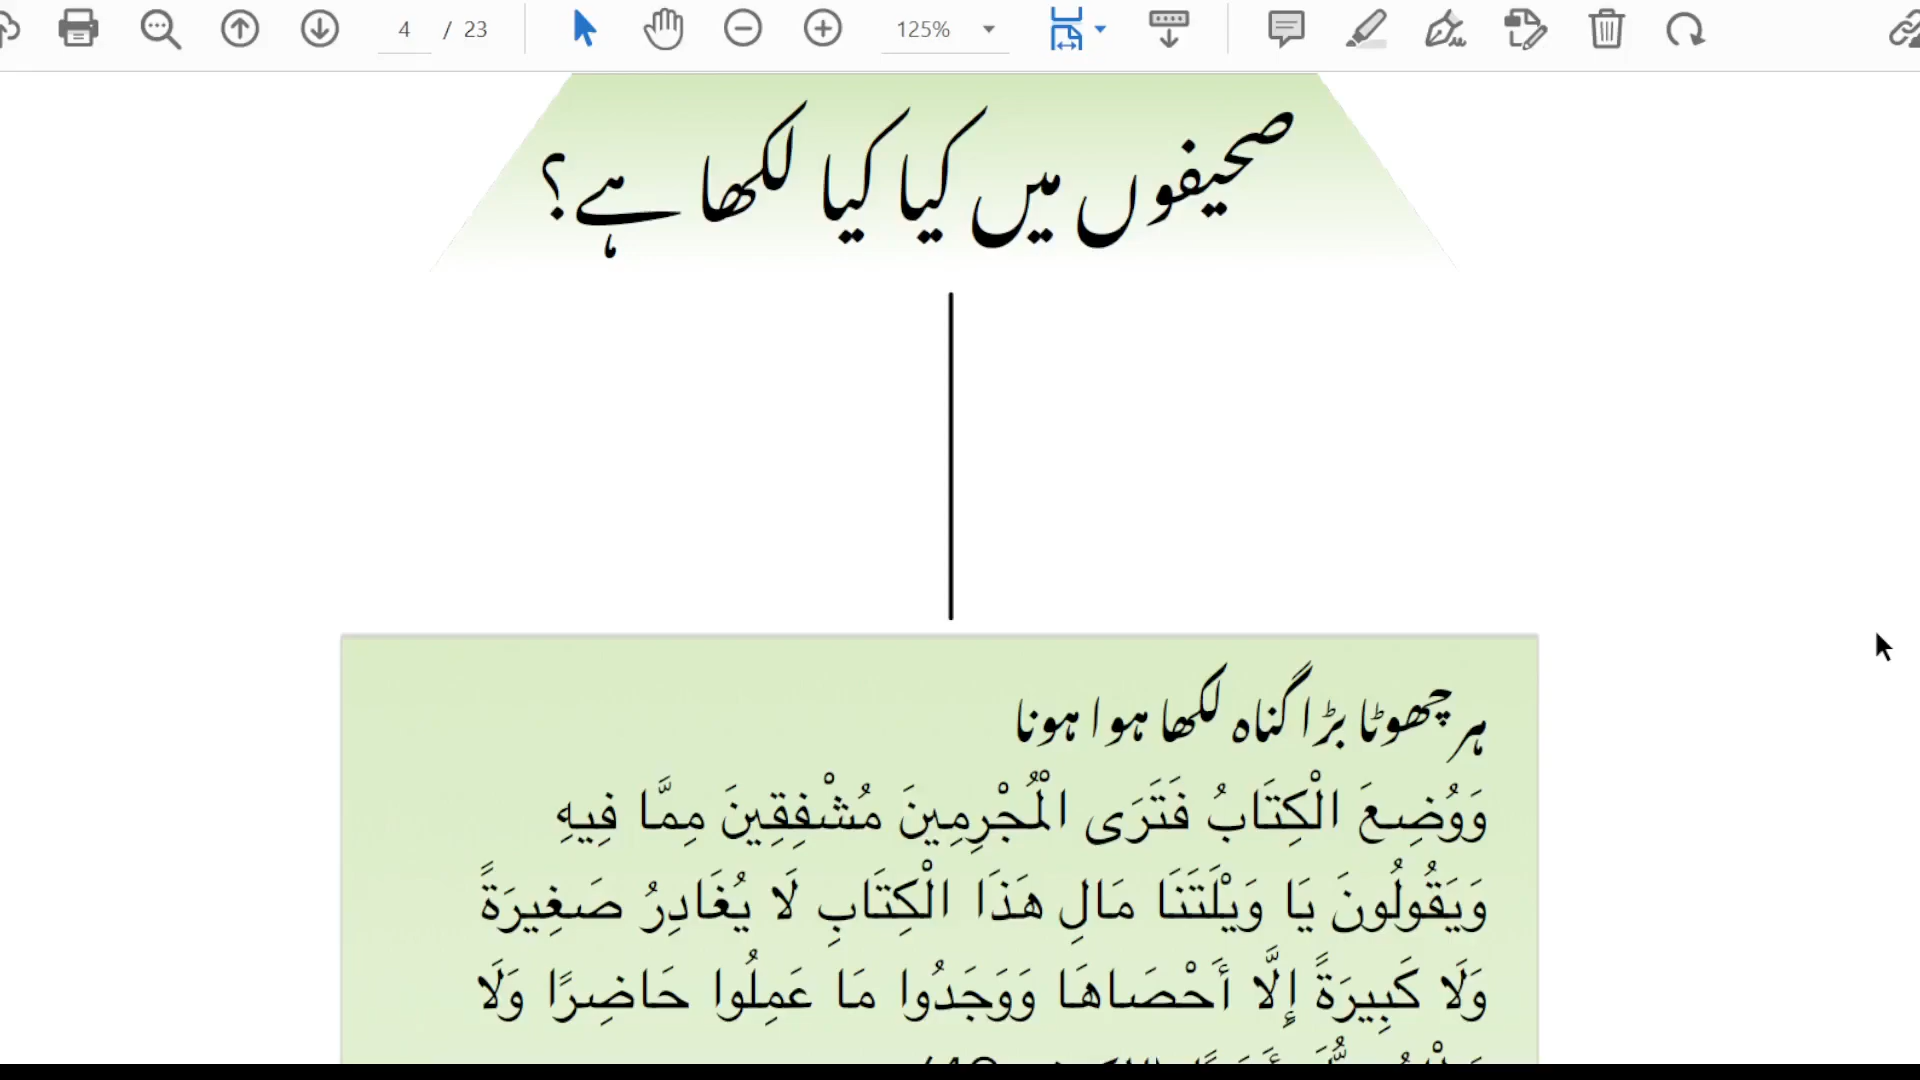 4 / 23 125%
صحیفوں میں کیا کیا لکھا ہے؟
ہر چھوٹا بڑا گناہ لکھا ہوا ہونا
وَوُضِعَ الْكِتَابُ فَتَرَى الْمُجْرِمِينَ مُشْفِقِينَ مِمَّا فِيهِ
وَيَقُولُونَ يَا وَيْلَتَنَا مَالِ هَذَا الْكِتَابِ لَا يُغَادِرُ صَغِيرَةً
وَلَا كَبِيرَةً إِلَّا أَحْصَاهَا وَوَجَدُوا مَا عَمِلُوا حَاضِرًا وَلَا